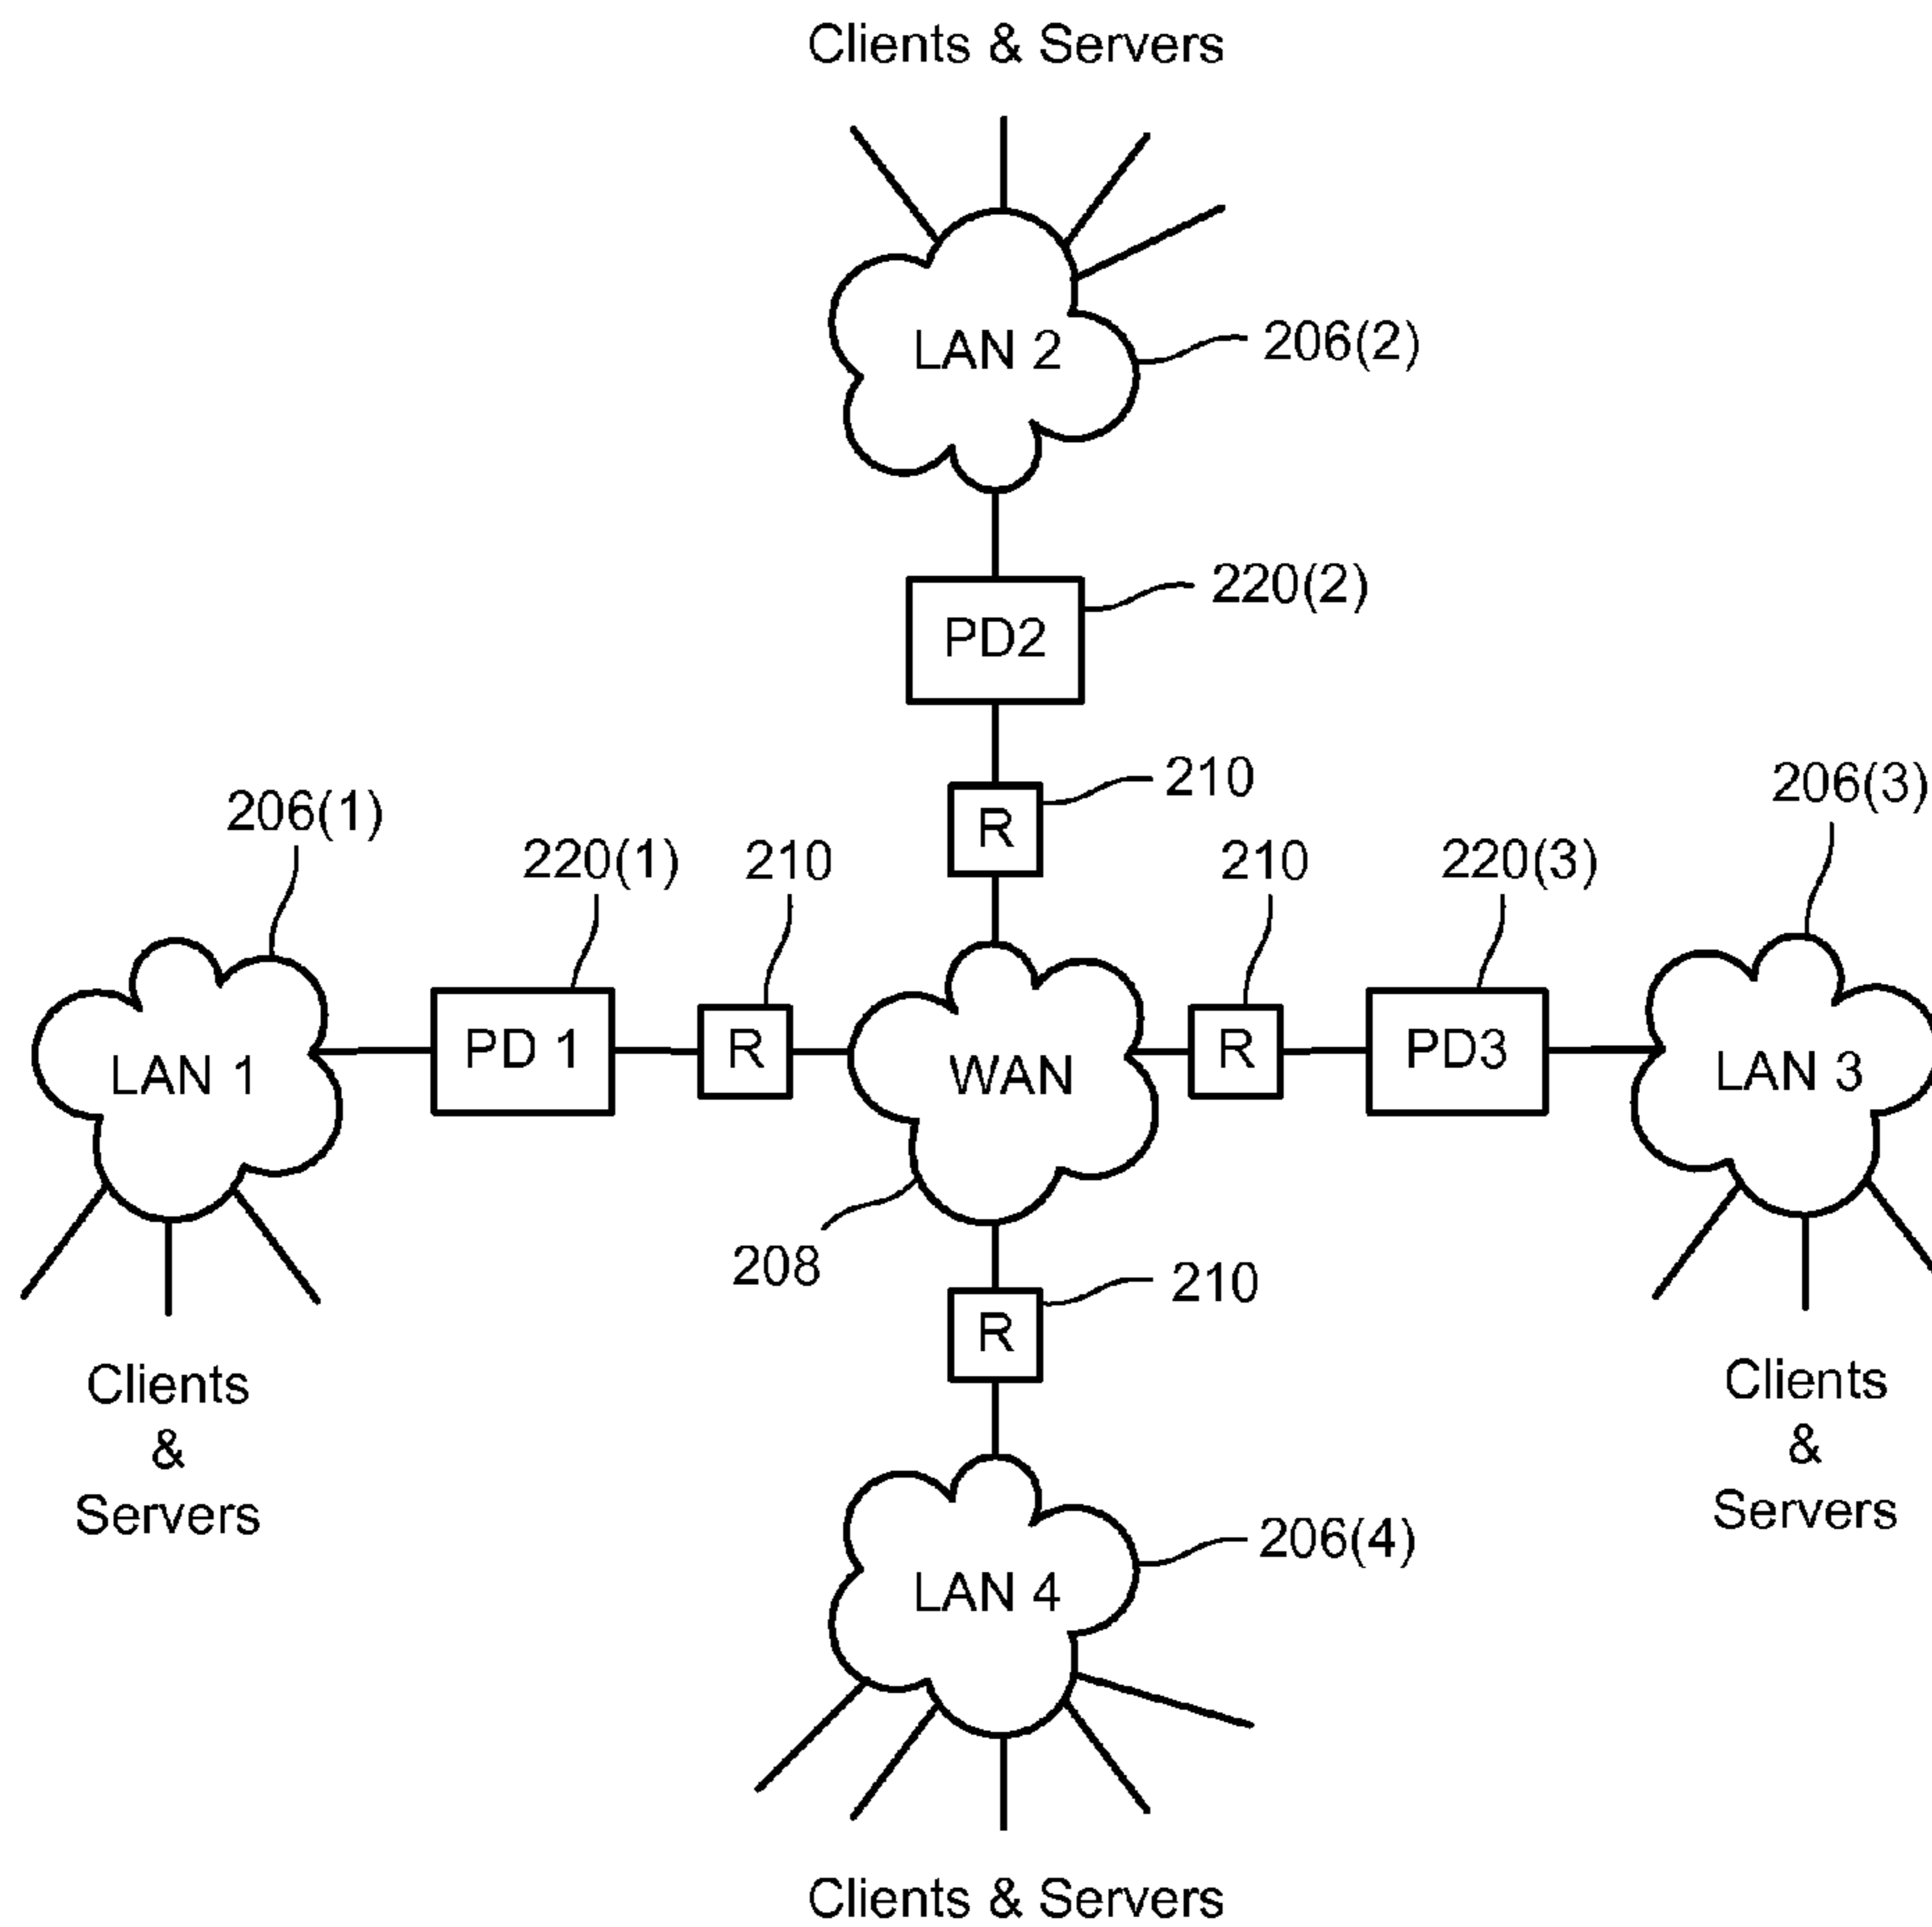 Clients & Servers
LAN 2
206(2)
220(2)
PD2
210
R
206(1)
220(1)
210
210
220(3)
206(3)
LAN 1
PD 1
R
WAN
R
PD3
LAN 3
208
210
R
Clients
&
Servers
Clients
&
Servers
LAN 4
206(4)
Clients & Servers